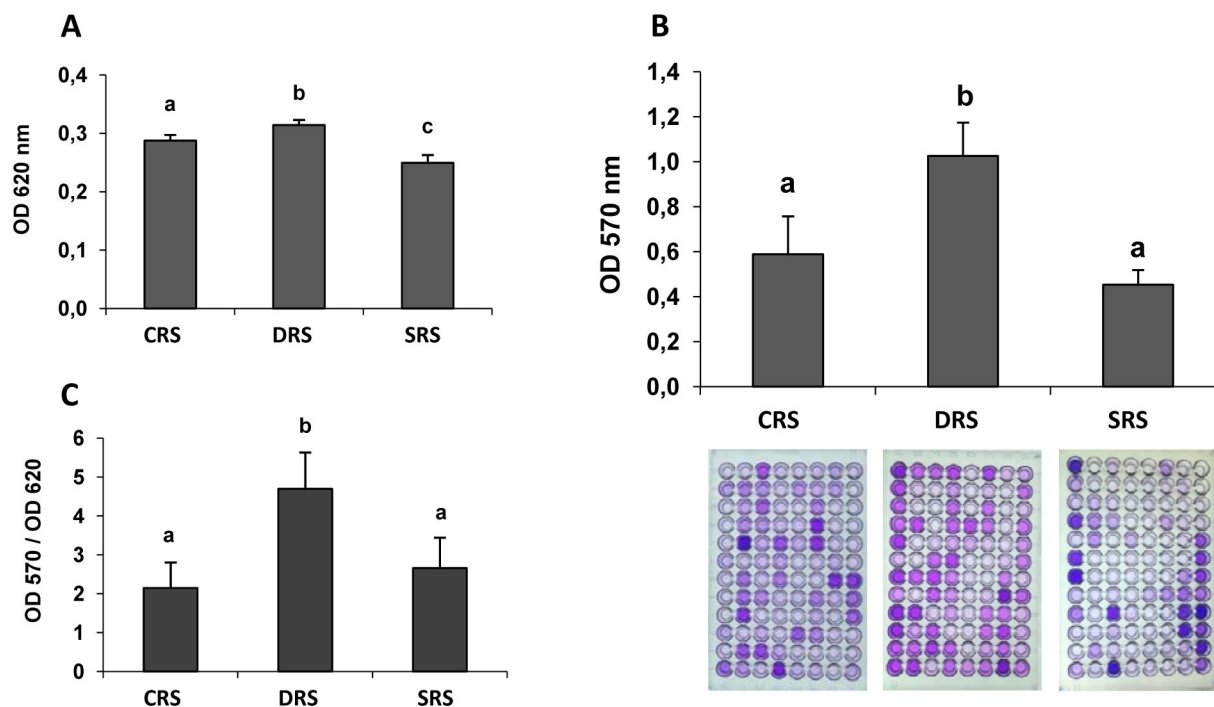 A
0,4
0,3
0,2
0,1
0,0
OD 620 nm
a
b
c
CRS
DRS
SRS
B
1,4
1,2
1,0
0,8
0,6
0,4
0,2
0,0
OD 570 nm
a
b
a
CRS
DRS
SRS
C
6
5
4
3
2
1
0
OD 570 / OD 620
a
b
a
CRS
DRS
SRS